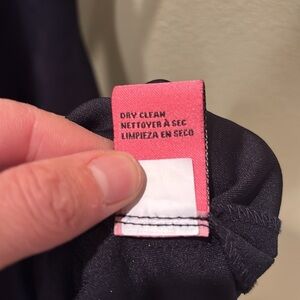 DRY CLEAN
NETTOYER À SEC
LIMPIEZA EN SECO